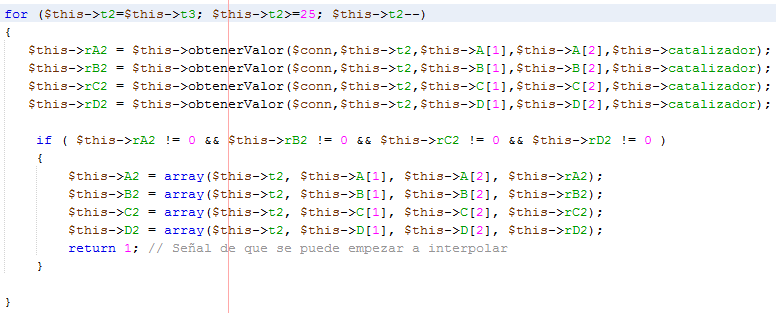 for ($this->t2=$this->t3; $this->t2>=25; $this->t2--)
{
$this->rA2 = $this->obtenerValor($conn,$this->t2,$this->A[1],$this->A[2],$this->catalizador);
$this->rB2 = $this->obtenerValor($conn,$this->t2,$this->B[1],$this->B[2],$this->catalizador);
$this->rC2 = $this->obtenerValor($conn,$this->t2,$this->C[1],$this->C[2],$this->catalizador);
$this->rD2 = $this->obtenerValor($conn,$this->t2,$this->D[1],$this->D[2],$this->catalizador);
if ( $this->rA2 != 0 && $this->rB2 != 0 && $this->rC2 != 0 && $this->rD2 != 0 )
{
$this->A2 = array($this->t2, $this->A[1], $this->A[2], $this->rA2);
$this->B2 = array($this->t2, $this->B[1], $this->B[2], $this->rB2);
$this->C2 = array($this->t2, $this->C[1], $this->C[2], $this->rC2);
$this->D2 = array($this->t2, $this->D[1], $this->D[2], $this->rD2);
return 1; // Señal de que se puede empezar a interpolar
}
}